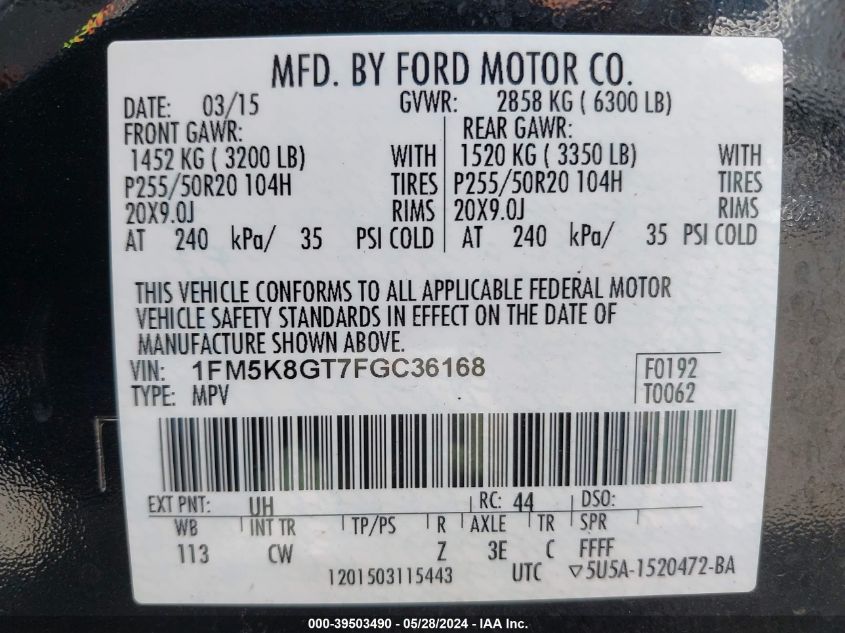 MFD. BY FORD MOTOR CO.
DATE: 03/15 GVWR: 2858 KG ( 6300 LB)
FRONT GAWR: REAR GAWR:
1452 KG ( 3200 LB) WITH 1520 KG ( 3350 LB) WITH
P255/50R20 104H TIRES P255/50R20 104H TIRES
20X9.0J RIMS 20X9.0J RIMS
AT 240 kPa/ 35 PSI COLD AT 240 kPa/ 35 PSI COLD
THIS VEHICLE CONFORMS TO ALL APPLICABLE FEDERAL MOTOR
VEHICLE SAFETY STANDARDS IN EFFECT ON THE DATE OF
MANUFACTURE SHOWN ABOVE.
VIN: 1FM5K8GT7FGC36168 F0192
TYPE: MPV T0062
EXT PNT: UH RC: 44 DSO:
WB INT TR TP/PS R AXLE TR SPR
113 CW Z 3E C FFFF
1201503115443 UTC ▽5U5A-1520472-BA
000-39503490 - 05/28/2024 - IAA Inc.